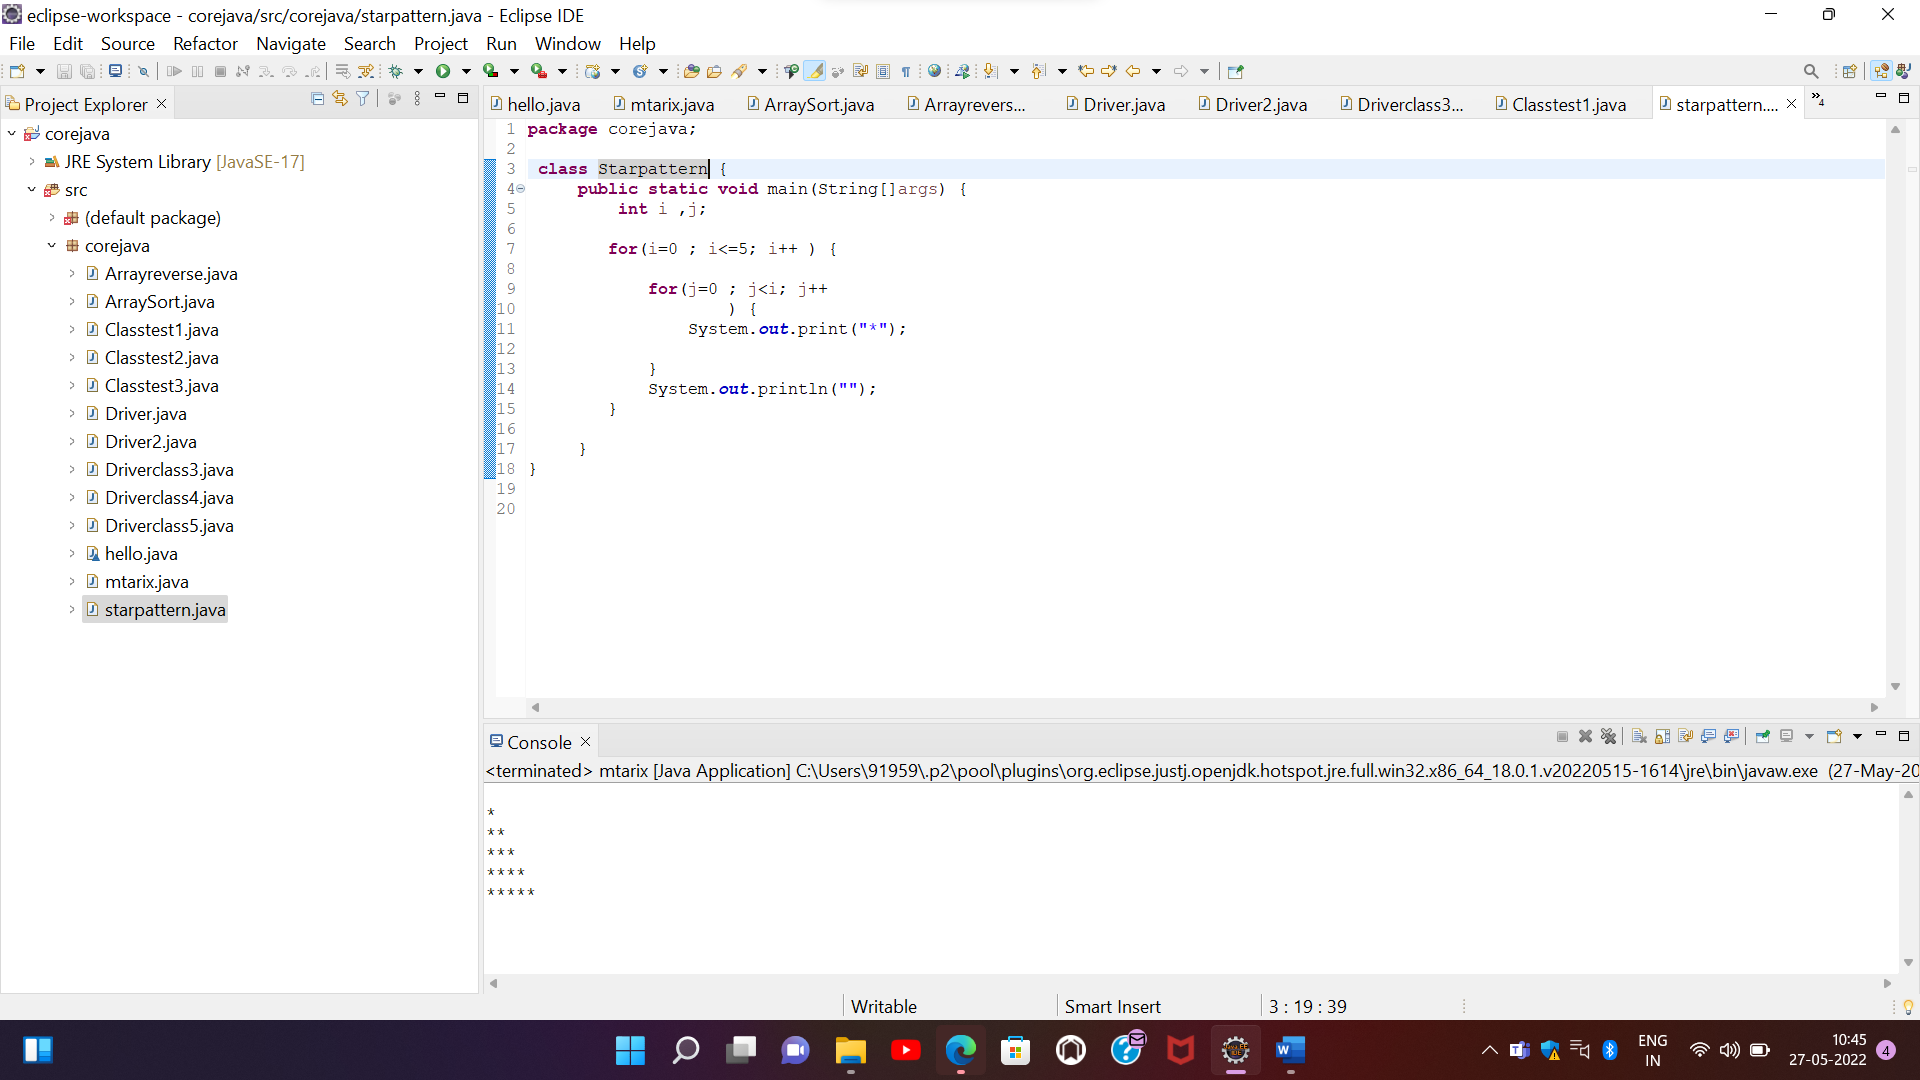 eclipse-workspace - corejava/src/corejava/starpattern.java - Eclipse IDE
File Edit Source Refactor Navigate Search Project Run Window Help
Project Explorer
corejava
JRE System Library [JavaSE-17]
src
(default package)
corejava
Arrayreverse.java
ArraySort.java
Classtest1.java
Classtest2.java
Classtest3.java
Driver.java
Driver2.java
Driverclass3.java
Driverclass4.java
Driverclass5.java
hello.java
mtarix.java
starpattern.java
hello.java mtarix.java ArraySort.java Arrayrevers... Driver.java Driver2.java Driverclass3... Classtest1.java starpattern.... »4
1 package corejava;
2
3 class Starpattern {
4 public static void main(String[]args) {
5 int i ,j;
6
7 for(i=0 ; i<=5; i++ ) {
8
9 for(j=0 ; j<i; j++
10 ) {
11 System.out.print("*");
12
13 }
14 System.out.println("");
15 }
16
17 }
18 }
19
20
Console
<terminated> mtarix [Java Application] C:\Users\91959\.p2\pool\plugins\org.eclipse.justj.openjdk.hotspot.jre.full.win32.x86_64_18.0.1.v20220515-1614\jre\bin\javaw.exe (27-May-20
*
**
***
****
*****
Writable Smart Insert 3 : 19 : 39
ENG
IN
10:45
27-05-2022
4